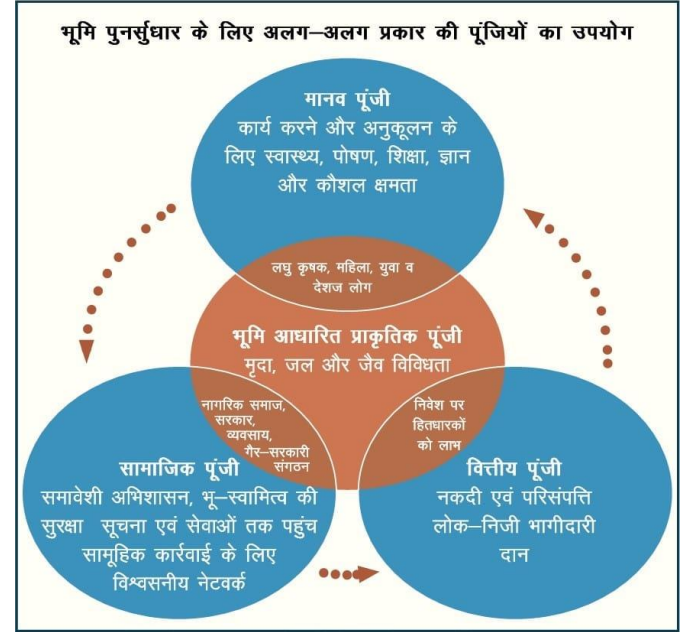 भूमि पुनर्सुधार के लिए अलग–अलग प्रकार की पूंजियों का उपयोग
मानव पूंजी
कार्य करने और अनुकूलन के
लिए स्वास्थ्य, पोषण, शिक्षा, ज्ञान
और कौशल क्षमता
लघु कृषक, महिला, युवा व
देशज लोग
भूमि आधारित प्राकृतिक पूंजी
मृदा, जल और जैव विविधता
नागरिक समाज,
सरकार,
व्यवसाय,
गैर–सरकारी
संगठन
सामाजिक पूंजी
समावेशी अभिशासन, भू–स्वामित्व की
सुरक्षा सूचना एवं सेवाओं तक पहुंच
सामूहिक कार्रवाई के लिए
विश्वसनीय नेटवर्क
निवेश पर
हितधारकों
को लाभ
वित्तीय पूंजी
नकदी एवं परिसंपत्ति
लोक–निजी भागीदारी
दान